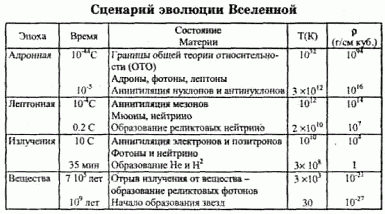 Сценарий эволюции Вселенной
Эпоха Время Состояние Материи T(К) ρ (г/см куб.)
Адронная 10⁻⁴⁴С Границы общей теории относительно- 10³² 10⁹⁴
сти (ОТО)
Адроны, фотоны, лептоны
10⁻⁵ Аннигиляция нуклонов и антинуклонов 3 ×10¹² 10¹⁶
Лептонная 10⁻⁴С Аннигиляция мезонов 10¹² 10¹⁴
Мюоны, нейтрино
0.2 С Образование реликтовых нейтрино 2 × 10¹⁰ 10⁷
Излучения 10 С Аннигиляция электронов и позитронов 10¹⁰ 10⁴
Фотоны и нейтрино
35 мин Образование He и H² 3× 10⁸ 1
Вещества 7 10⁵ лет Отрыв излучения от вещества – 3 ×10³ 10⁻²¹
образование реликтовых фотонов
10⁹ лет Начало образования звезд 30 10⁻²⁷